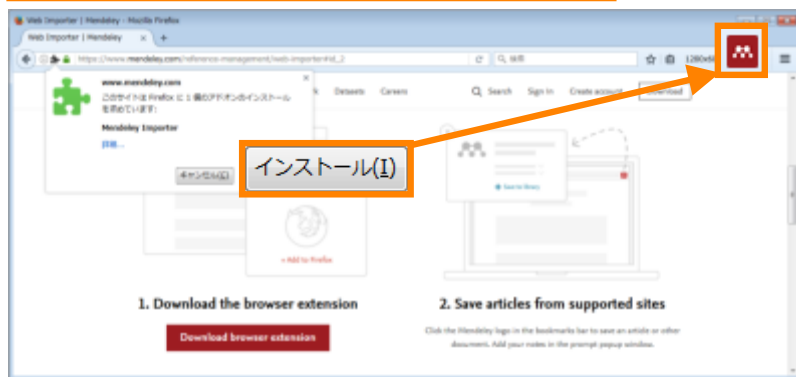 Web Importer | Mendeley - Mozilla Firefox
Web Importer | Mendeley
https://www.mendeley.com/reference-management/web-importer#id_2
検索
www.mendeley.com
このサイトは Firefox に 1 個のアドオンのインストール
を求めています:
Mendeley Importer
詳細...
キャンセル(C)
インストール(I)
Datasets Careers Search Sign In Create account Download
Save to library
+ Add to Firefox
1. Download the browser extension
Download browser extension
2. Save articles from supported sites
Click the Mendeley logo in the bookmarks bar to save an article or other
document. Add your notes in the prompt popup window.